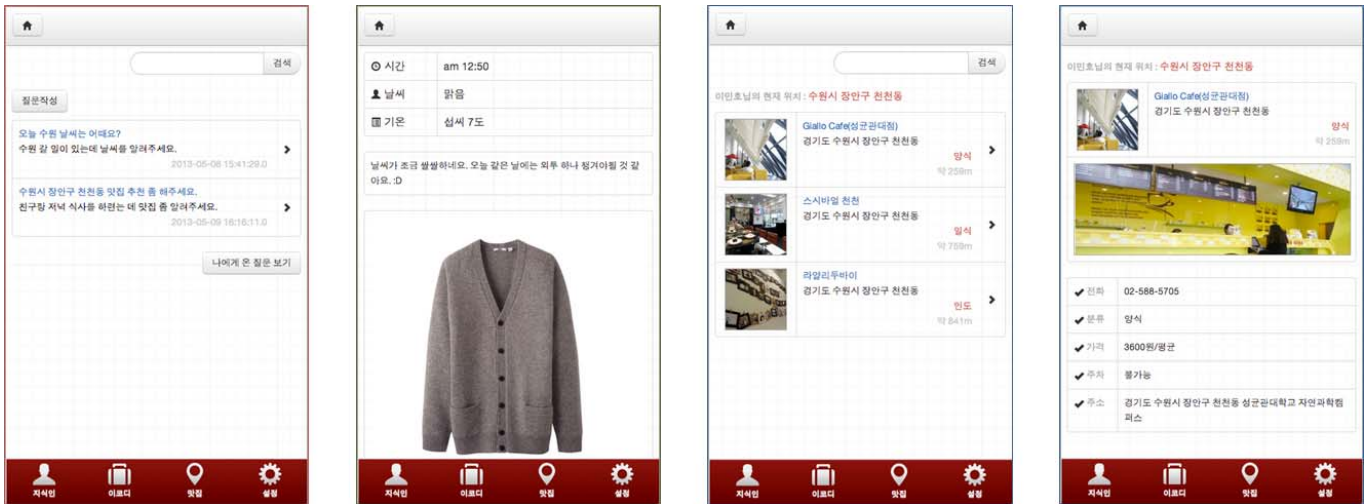 검색
질문작성
오늘 수원 날씨는 어때요?
수원 갈 일이 있는데 날씨를 알려주세요.
2013-05-08 15:41:29.0
수원시 장안구 천천동 맛집 추천 좀 해주세요.
친구랑 저녁 식사를 하려는 데 맛집 좀 알려주세요.
2013-05-09 16:16:11.0
나에게 온 질문 보기
지식인 이코디 맛집 설정
시간 am 12:50
날씨 맑음
기온 섭씨 7도
날씨가 조금 쌀쌀하네요. 오늘 같은 날에는 외투 하나 챙겨야될 것 같
아요. :D
지식인 이코디 맛집 설정
검색
이민호님의 현재 위치 : 수원시 장안구 천천동
Giallo Cafe(성균관대점)
경기도 수원시 장안구 천천동
양식
약 259m
스시바얼 천천
경기도 수원시 장안구 천천동
일식
약 789m
라알리두바이
경기도 수원시 장안구 천천동
인도
약 841m
지식인 이코디 맛집 설정
이민호님의 현재 위치 : 수원시 장안구 천천동
Giallo Cafe(성균관대점)
경기도 수원시 장안구 천천동
양식
약 259m
전화 02-588-5705
분류 양식
가격 3600원/평균
주차 불가능
주소 경기도 수원시 장안구 천천동 성균관대학교 자연과학캠
퍼스
지식인 이코디 맛집 설정